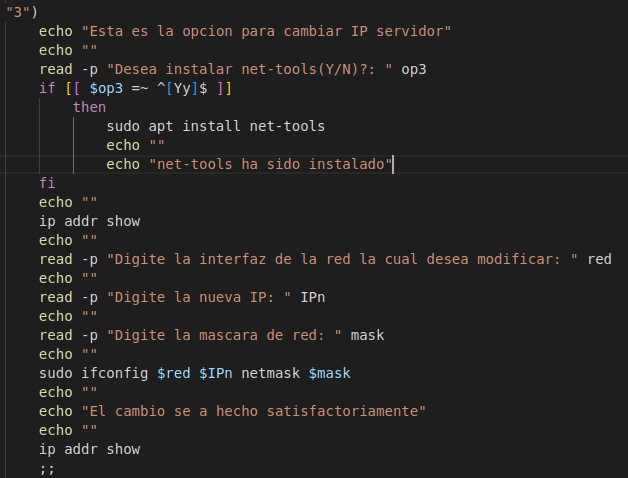 "3")
echo "Esta es la opcion para cambiar IP servidor"
echo ""
read -p "Desea instalar net-tools(Y/N)?: " op3
if [[ $op3 =~ ^[Yy]$ ]]
then
sudo apt install net-tools
echo ""
echo "net-tools ha sido instalado"
fi
echo ""
ip addr show
echo ""
read -p "Digite la interfaz de la red la cual desea modificar: " red
echo ""
read -p "Digite la nueva IP: " IPn
echo ""
read -p "Digite la mascara de red: " mask
echo ""
sudo ifconfig $red $IPn netmask $mask
echo ""
echo "El cambio se a hecho satisfactoriamente"
echo ""
ip addr show
;;